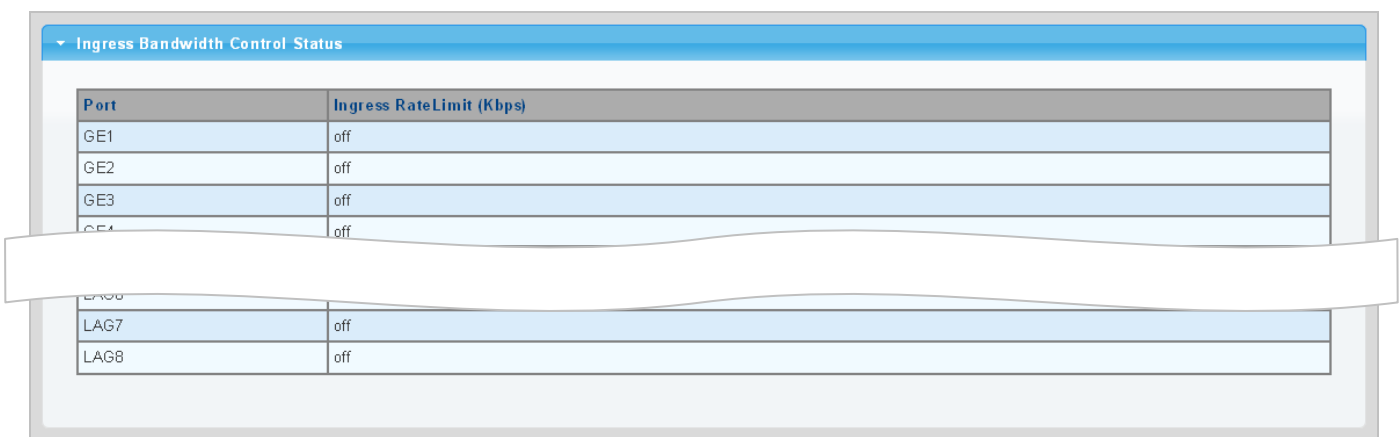 Ingress Bandwidth Control Status
Port Ingress RateLimit (Kbps)
GE1 off
GE2 off
GE3 off
GE4 off
LAG7 off
LAG8 off